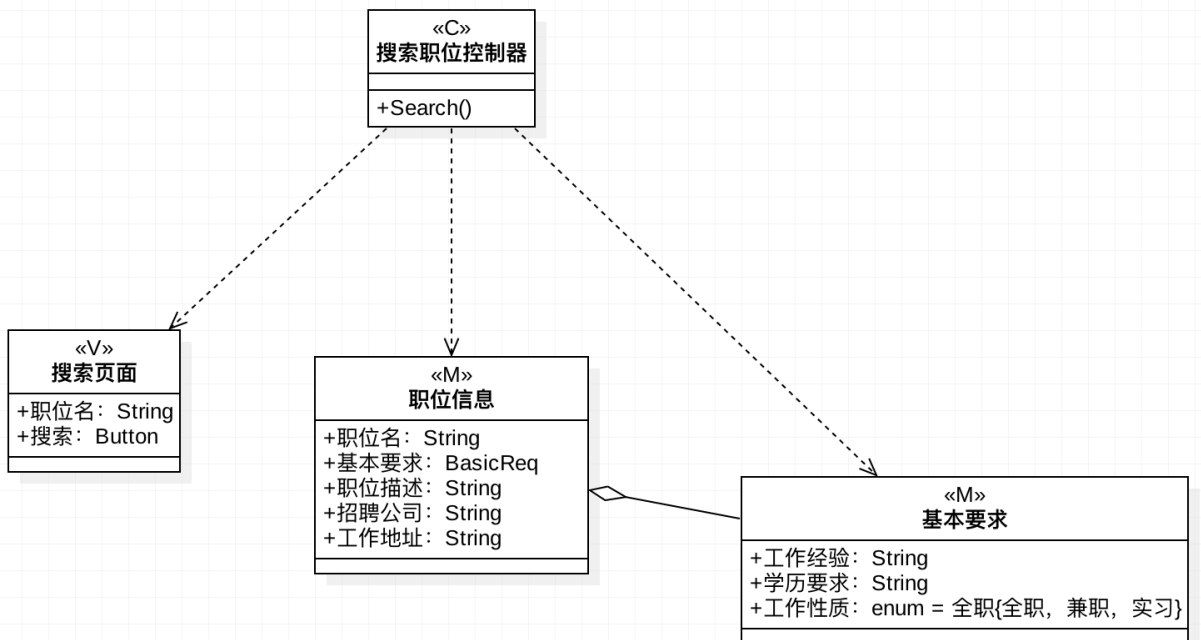 «C»
搜索职位控制器
+Search()
«V»
搜索页面
+职位名：String
+搜索：Button
«M»
职位信息
+职位名：String
+基本要求：BasicReq
+职位描述：String
+招聘公司：String
+工作地址：String
«M»
基本要求
+工作经验：String
+学历要求：String
+工作性质：enum = 全职{全职，兼职，实习}